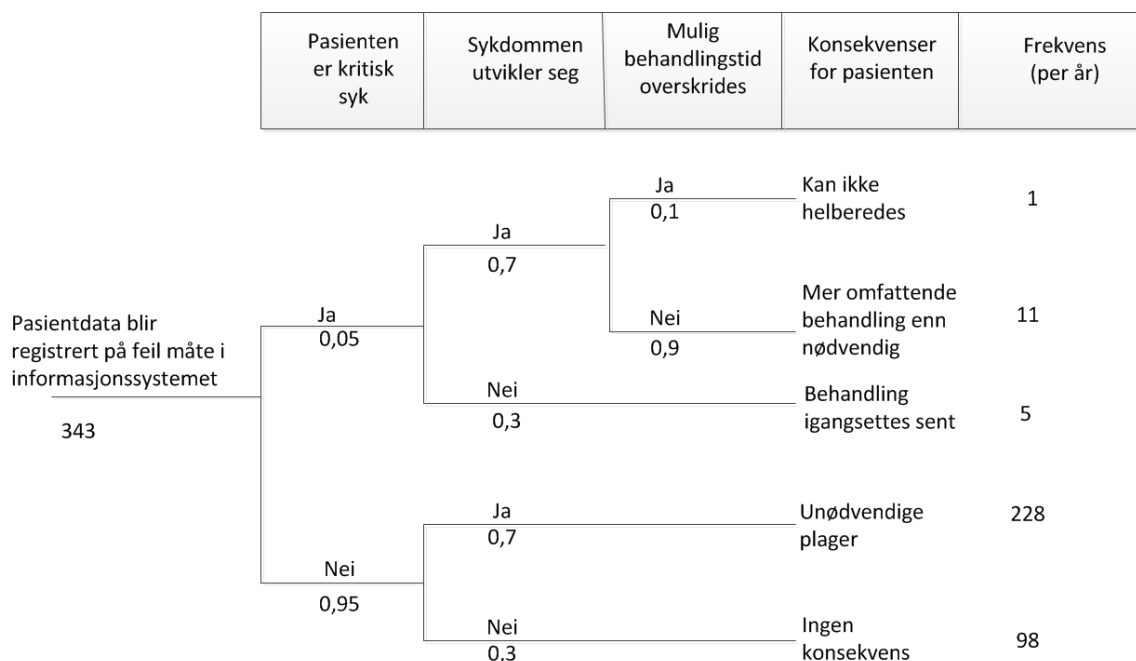 Pasienten
er kritisk
syk
Sykdommen
utvikler seg
Mulig
behandlingstid
overskrides
Konsekvenser
for pasienten
Frekvens
(per år)
Ja
0,1
Kan ikke
helberedes
1
Ja
0,7
Nei
0,9
Mer omfattende
behandling enn
nødvendig
11
Ja
0,05
Pasientdata blir
registrert på feil måte i
informasjonssystemet
343
Nei
0,3
Behandling
igangsettes sent
5
Ja
0,7
Unødvendige
plager
228
Nei
0,95
Nei
0,3
Ingen
konsekvens
98